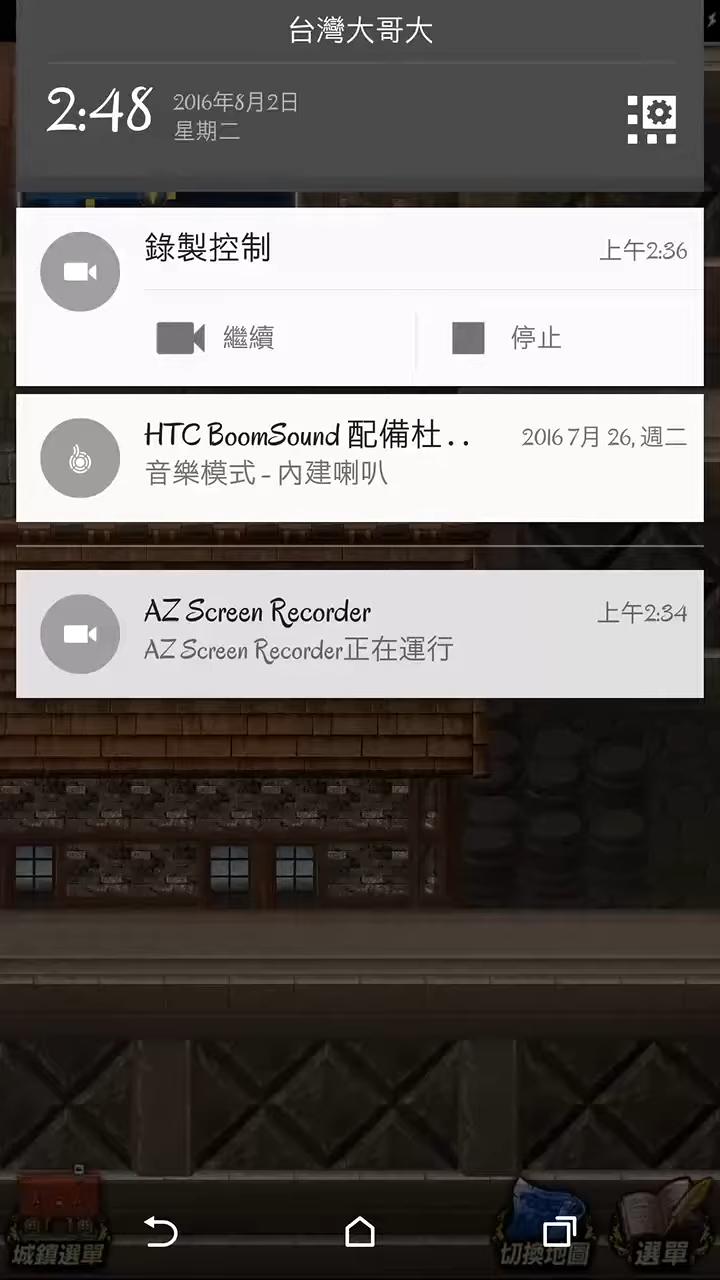 台灣大哥大
2:48
2016年8月2日
星期二
錄製控制
上午2:36
繼續
停止
HTC BoomSound 配備杜..
2016 7月 26, 週二
音樂模式 - 內建喇叭
AZ Screen Recorder
上午2:34
AZ Screen Recorder正在運行
城鎮選單
切換地圖
選單